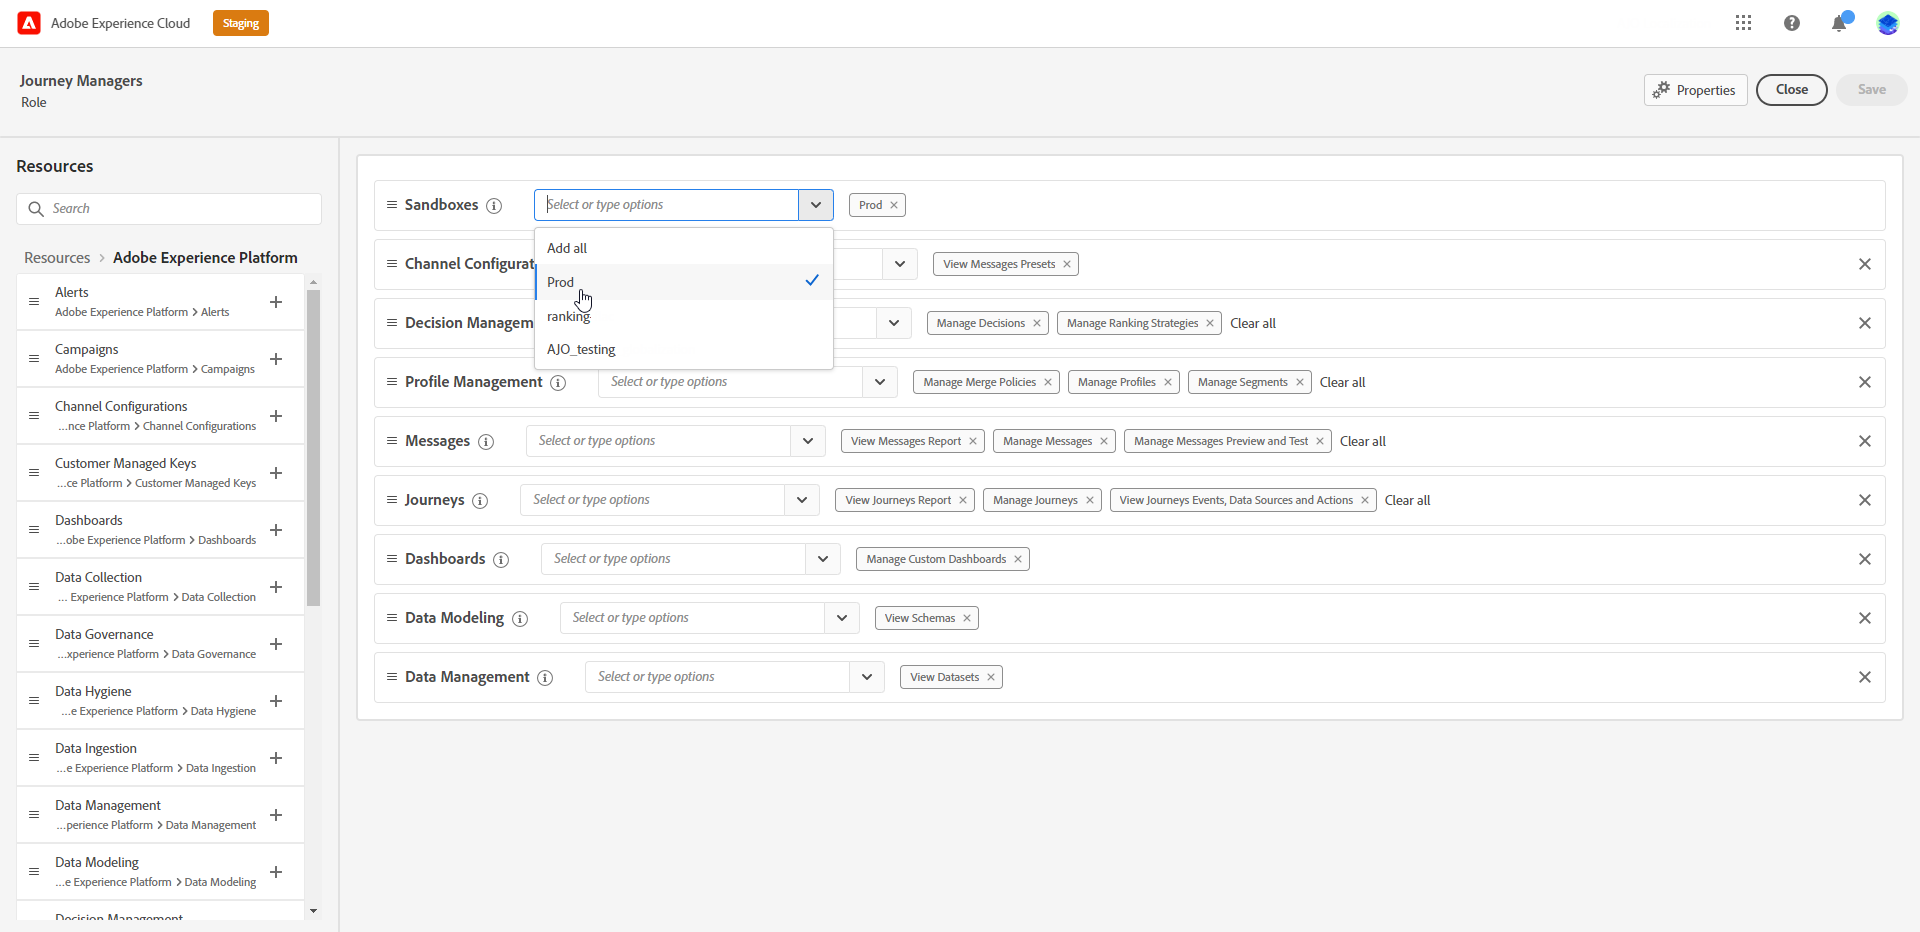 Adobe Experience Cloud
Staging
Journey Managers
Role
Properties
Close
Save
Resources
Search
Resources > Adobe Experience Platform
Alerts
Adobe Experience Platform > Alerts
Campaigns
Adobe Experience Platform > Campaigns
Channel Configurations
...nce Platform > Channel Configurations
Customer Managed Keys
...ce Platform > Customer Managed Keys
Dashboards
...obe Experience Platform > Dashboards
Data Collection
... Experience Platform > Data Collection
Data Governance
...xperience Platform > Data Governance
Data Hygiene
...e Experience Platform > Data Hygiene
Data Ingestion
...e Experience Platform > Data Ingestion
Data Management
...perience Platform > Data Management
Data Modeling
...e Experience Platform > Data Modeling
Decision Management
Sandboxes Select or type options Prod
Add all
Prod
ranking
AJO_testing
Channel Configurat View Messages Presets
Decision Managem Manage Decisions Manage Ranking Strategies Clear all
Profile Management Select or type options Manage Merge Policies Manage Profiles Manage Segments Clear all
Messages Select or type options View Messages Report Manage Messages Manage Messages Preview and Test Clear all
Journeys Select or type options View Journeys Report Manage Journeys View Journeys Events, Data Sources and Actions Clear all
Dashboards Select or type options Manage Custom Dashboards
Data Modeling Select or type options View Schemas
Data Management Select or type options View Datasets